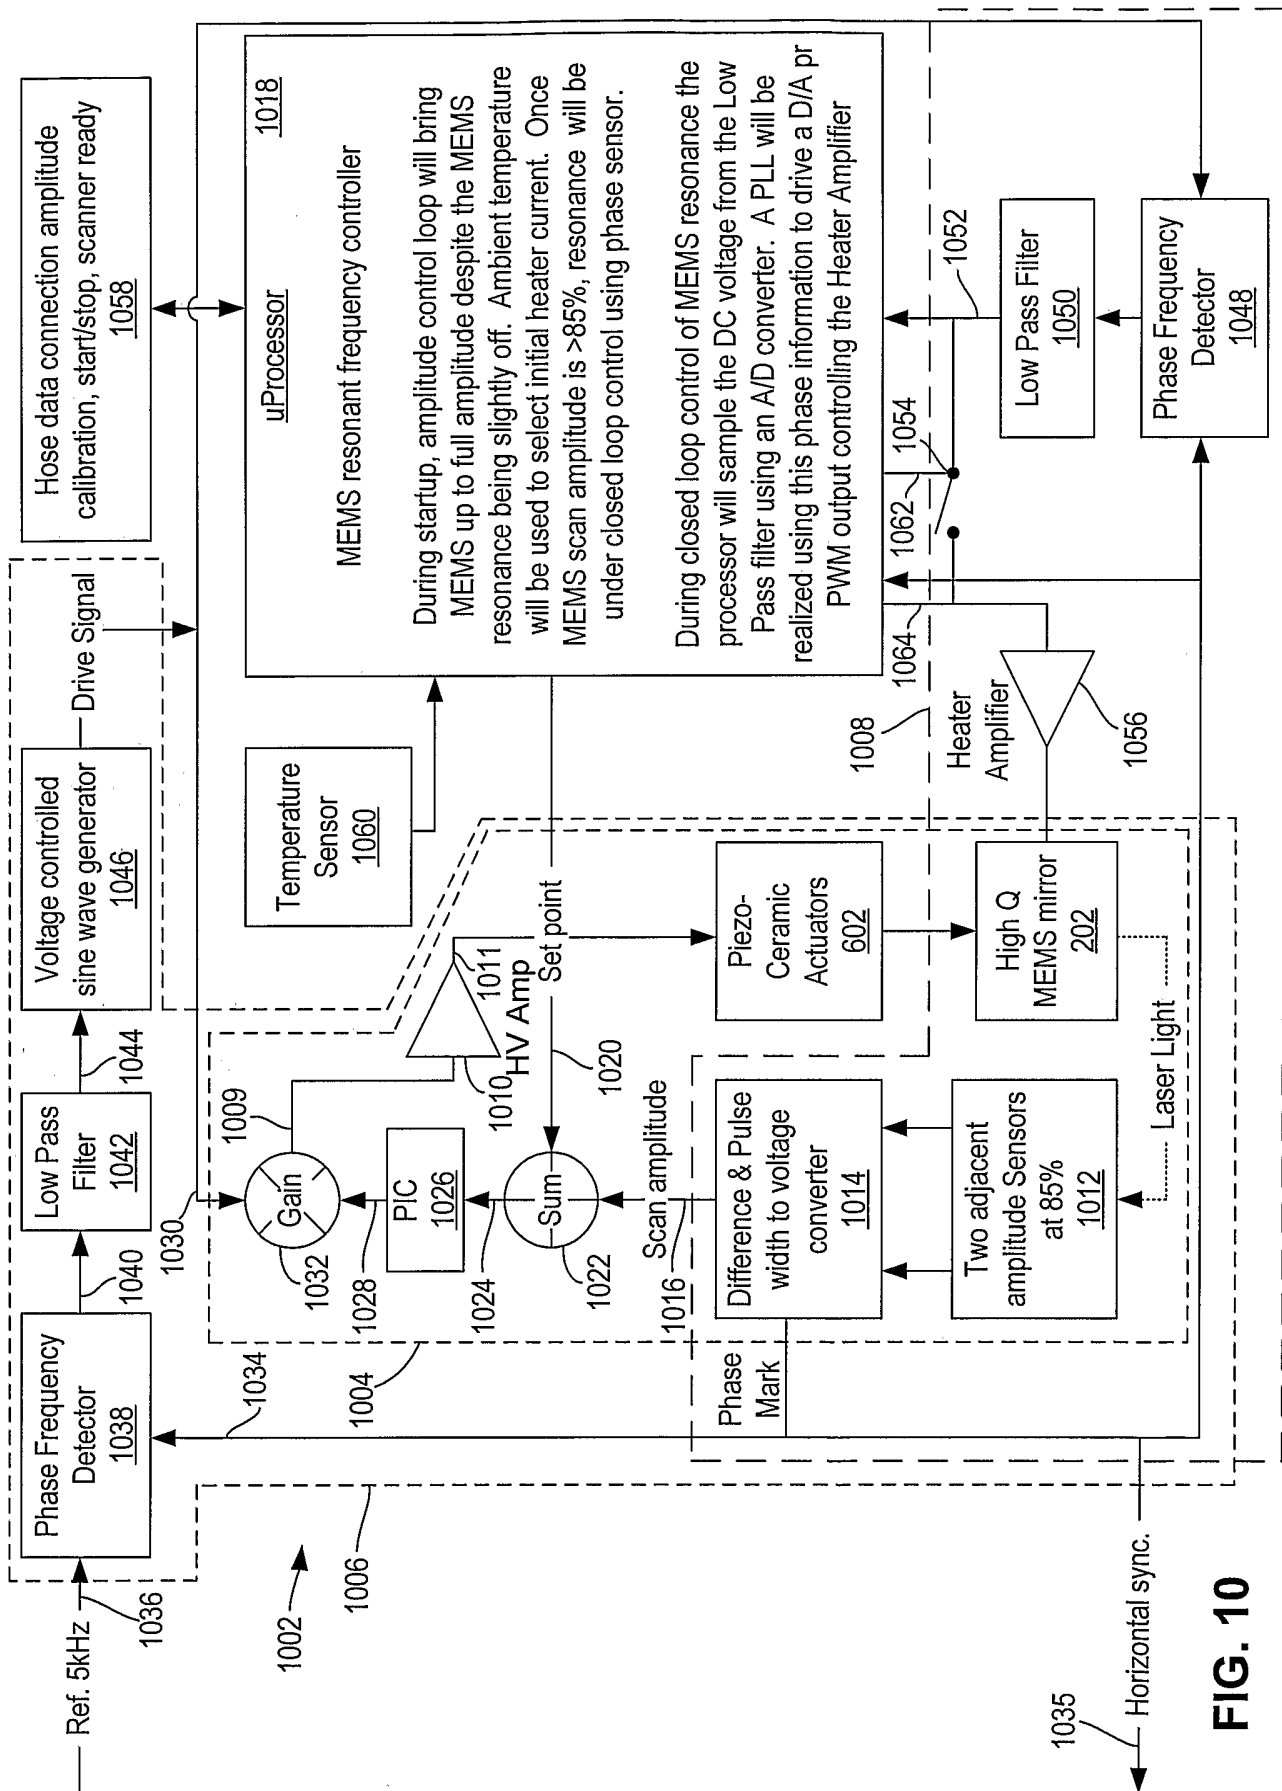 Ref. 5kHz
1036
Phase Frequency
Detector
1038
1040
Low Pass
Filter
1042
1044
Voltage controlled
sine wave generator
1046
Drive Signal
Hose data connection amplitude
calibration, start/stop, scanner ready
1058
1002
1006
1034
1004
1030
1032
Gain
1009
1028
PIC
1026
1024
1022
Sum
1010
HV Amp
1011
1020
Set point
Temperature
Sensor
1060
uProcessor
1018
MEMS resonant frequency controller
During startup, amplitude control loop will bring
MEMS up to full amplitude despite the MEMS
resonance being slightly off. Ambient temperature
will be used to select initial heater current. Once
MEMS scan amplitude is >85%, resonance will be
under closed loop control using phase sensor.
During closed loop control of MEMS resonance the
processor will sample the DC voltage from the Low
Pass filter using an A/D converter. A PLL will be
realized using this phase information to drive a D/A pr
PWM output controlling the Heater Amplifier
1016
Scan amplitude
Phase
Mark
Difference & Pulse
width to voltage
converter
1014
Two adjacent
amplitude Sensors
at 85%
1012
Laser Light
Piezo-
Ceramic
Actuators
602
High Q
MEMS mirror
202
1008
Heater
Amplifier
1056
1064
1062
1054
1052
Low Pass Filter
1050
Phase Frequency
Detector
1048
1035
Horizontal sync.
FIG. 10